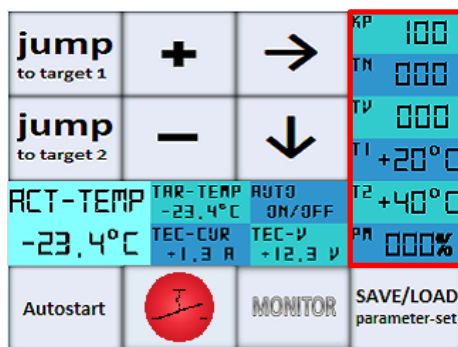 jump
to target 1
+
→
KP 100
TN 000
jump
to target 2
−
↓
TV 000
T1 +20°C
ACT-TEMP
-23.4°C
TAR-TEMP
-23.4°C
AUTO
ON/OFF
T2 +40°C
TEC-CUR
+1.3 A
TEC-V
+12.3 V
PM 000%
Autostart
MONITOR
SAVE/LOAD
parameter-set